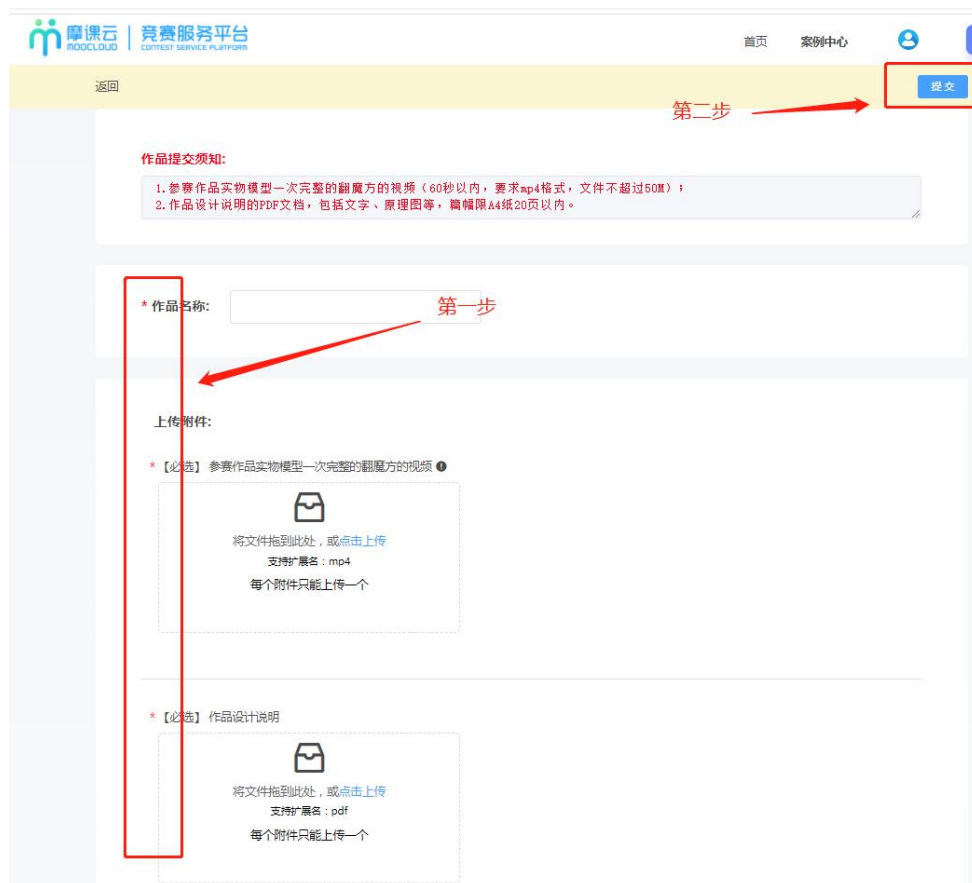 摩课云 竞赛服务平台
MOOCLOUD CONTEST SERVICE PLATFORM
首页 案例中心
返回
提交
第二步
作品提交须知:
1.参赛作品实物模型一次完整的翻魔方的视频（60秒以内，要求mp4格式，文件不超过50M）；
2.作品设计说明的PDF文档，包括文字、原理图等，篇幅限A4纸20页以内。
* 作品名称:
第一步
上传附件:
* 【必选】 参赛作品实物模型一次完整的翻魔方的视频
将文件拖到此处，或点击上传
支持扩展名：mp4
每个附件只能上传一个
* 【必选】 作品设计说明
将文件拖到此处，或点击上传
支持扩展名：pdf
每个附件只能上传一个